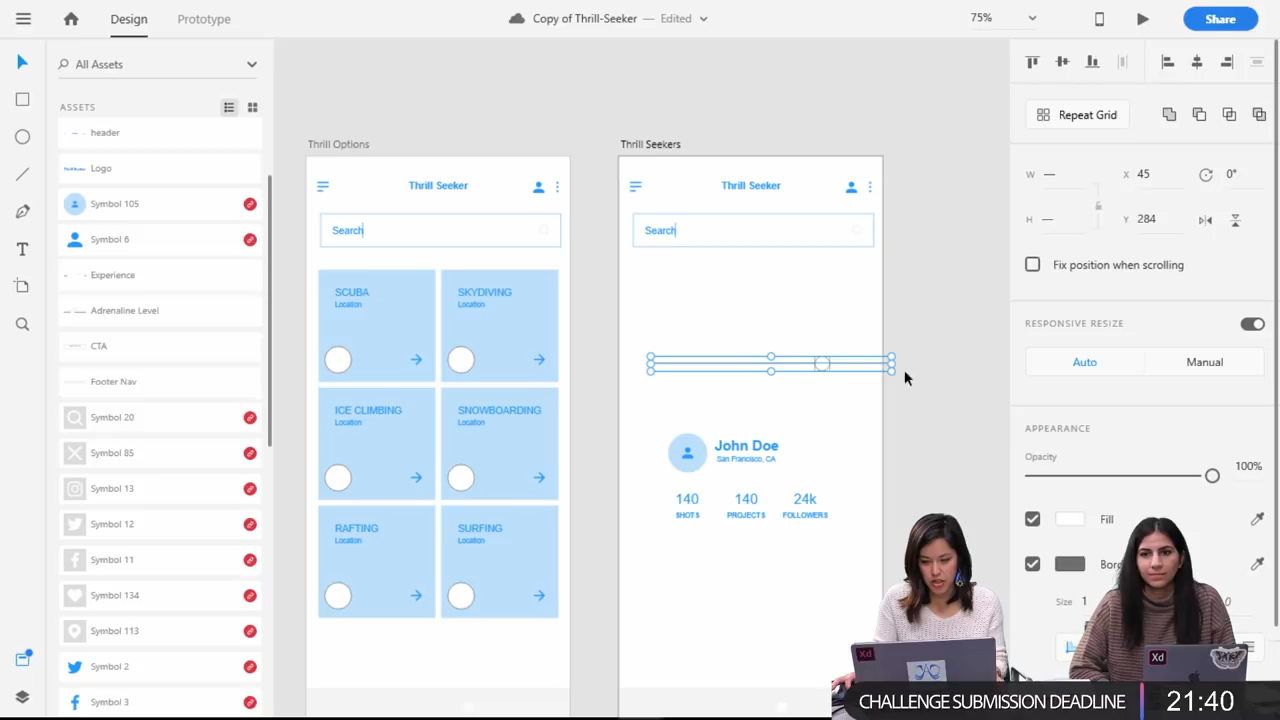 Design
Prototype
Copy of Thrill-Seeker — Edited
75%
Share
All Assets
ASSETS
header
Logo
Symbol 105
Symbol 6
Experience
Adrenaline Level
CTA
Footer Nav
Symbol 20
Symbol 85
Symbol 13
Symbol 12
Symbol 11
Symbol 134
Symbol 113
Symbol 2
Symbol 3
Thrill Options
Thrill Seeker
Search
SCUBA
Location
SKYDIVING
Location
ICE CLIMBING
Location
SNOWBOARDING
Location
RAFTING
Location
SURFING
Location
Thrill Seekers
Thrill Seeker
Search
John Doe
San Francisco, CA
140 140 24k
SHOTS PROJECTS FOLLOWERS
Repeat Grid
W — X 45 0°
H — Y 284
Fix position when scrolling
RESPONSIVE RESIZE
Auto Manual
APPEARANCE
Opacity
100%
Fill
Size 1
Xd
Xd
CHALLENGE SUBMISSION DEADLINE
21:40